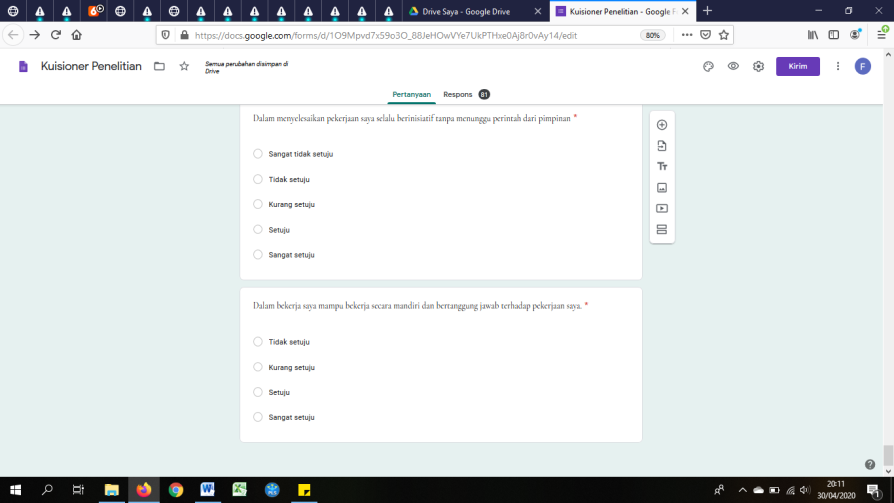 Drive Saya - Google Drive
Kuisioner Penelitian - Google F
https://docs.google.com/forms/d/1O9Mpvd7x59o3O_88JeHOwVYe7UkPTHxe0Aj8r0vAy14/edit
80%
Kuisioner Penelitian
Semua perubahan disimpan di
Drive
Kirim
F
Pertanyaan
Respons 81
Dalam menyelesaikan pekerjaan saya selalu berinisiatif tanpa menunggu perintah dari pimpinan *
Sangat tidak setuju
Tidak setuju
Kurang setuju
Setuju
Sangat setuju
Dalam bekerja saya mampu bekerja secara mandiri dan bertanggung jawab terhadap pekerjaan saya. *
Tidak setuju
Kurang setuju
Setuju
Sangat setuju
20:11
30/04/2020